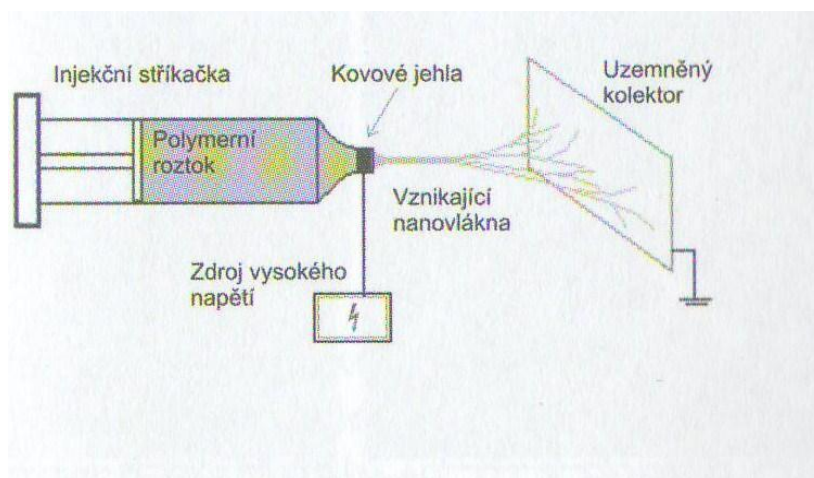 Injekční stříkačka
Kovové jehla
Uzemněný
kolektor
Polymerní
roztok
Vznikající
nanovlákna
Zdroj vysokého
napětí